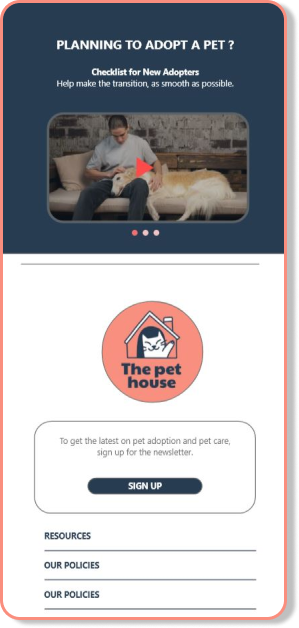 PLANNING TO ADOPT A PET ?
Checklist for New Adopters
Help make the transition, as smooth as possible.
The pet
house
To get the latest on pet adoption and pet care,
sign up for the newsletter.
SIGN UP
RESOURCES
OUR POLICIES
OUR POLICIES